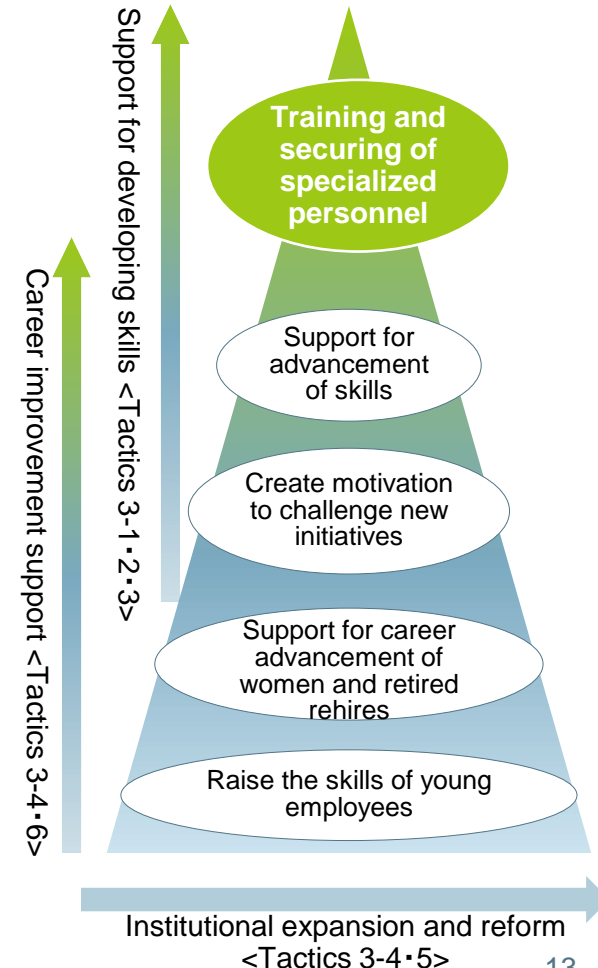 Support for developing skills <Tactics 3-1・2・3>
Career improvement support <Tactics 3-4・6>
Training and
securing of
specialized
personnel
Support for
advancement
of skills
Create motivation
to challenge new
initiatives
Support for career
advancement of
women and retired
rehires
Raise the skills of young
employees
Institutional expansion and reform
<Tactics 3-4・5>
13